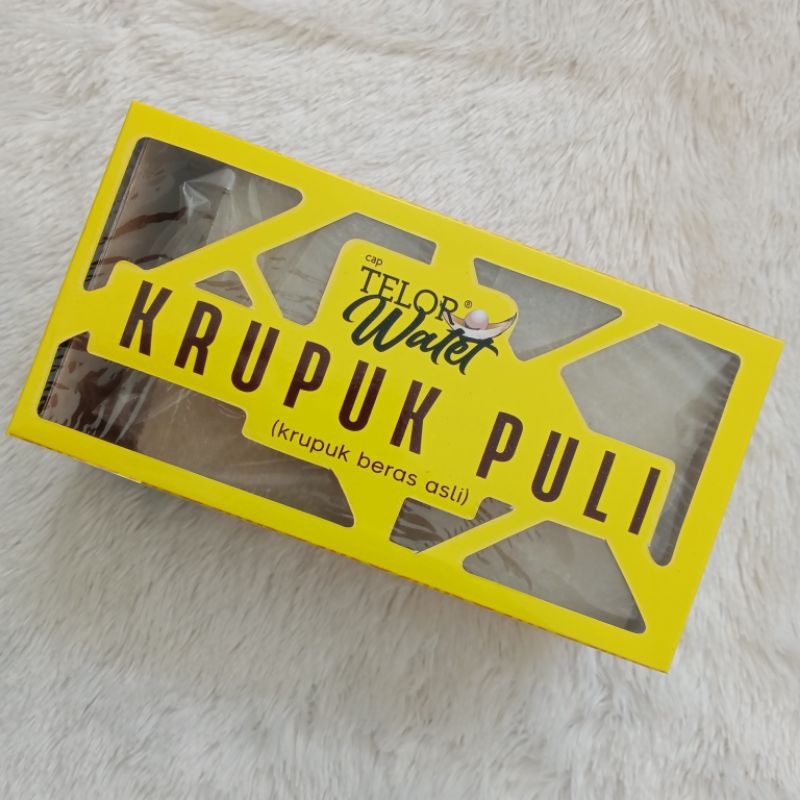 cap
TELOR®
Walet
KRUPUK PULI
(krupuk beras asli)